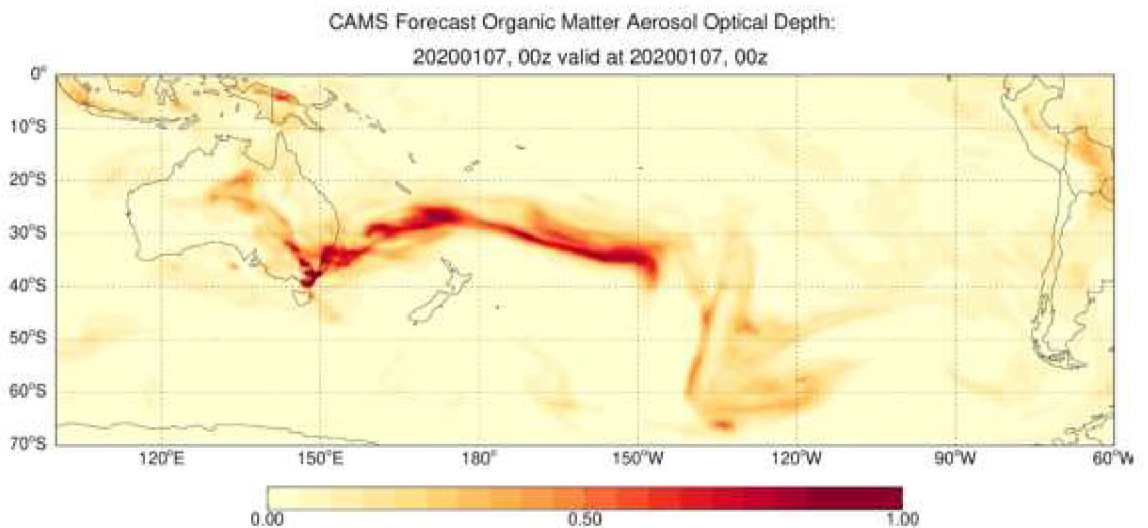 CAMS Forecast Organic Matter Aerosol Optical Depth:
20200107, 00z valid at 20200107, 00z
0°
10°S
20°S
30°S
40°S
50°S
60°S
70°S
120°E 150°E 180° 150°W 120°W 90°W 60°W
0.00 0.50 1.00